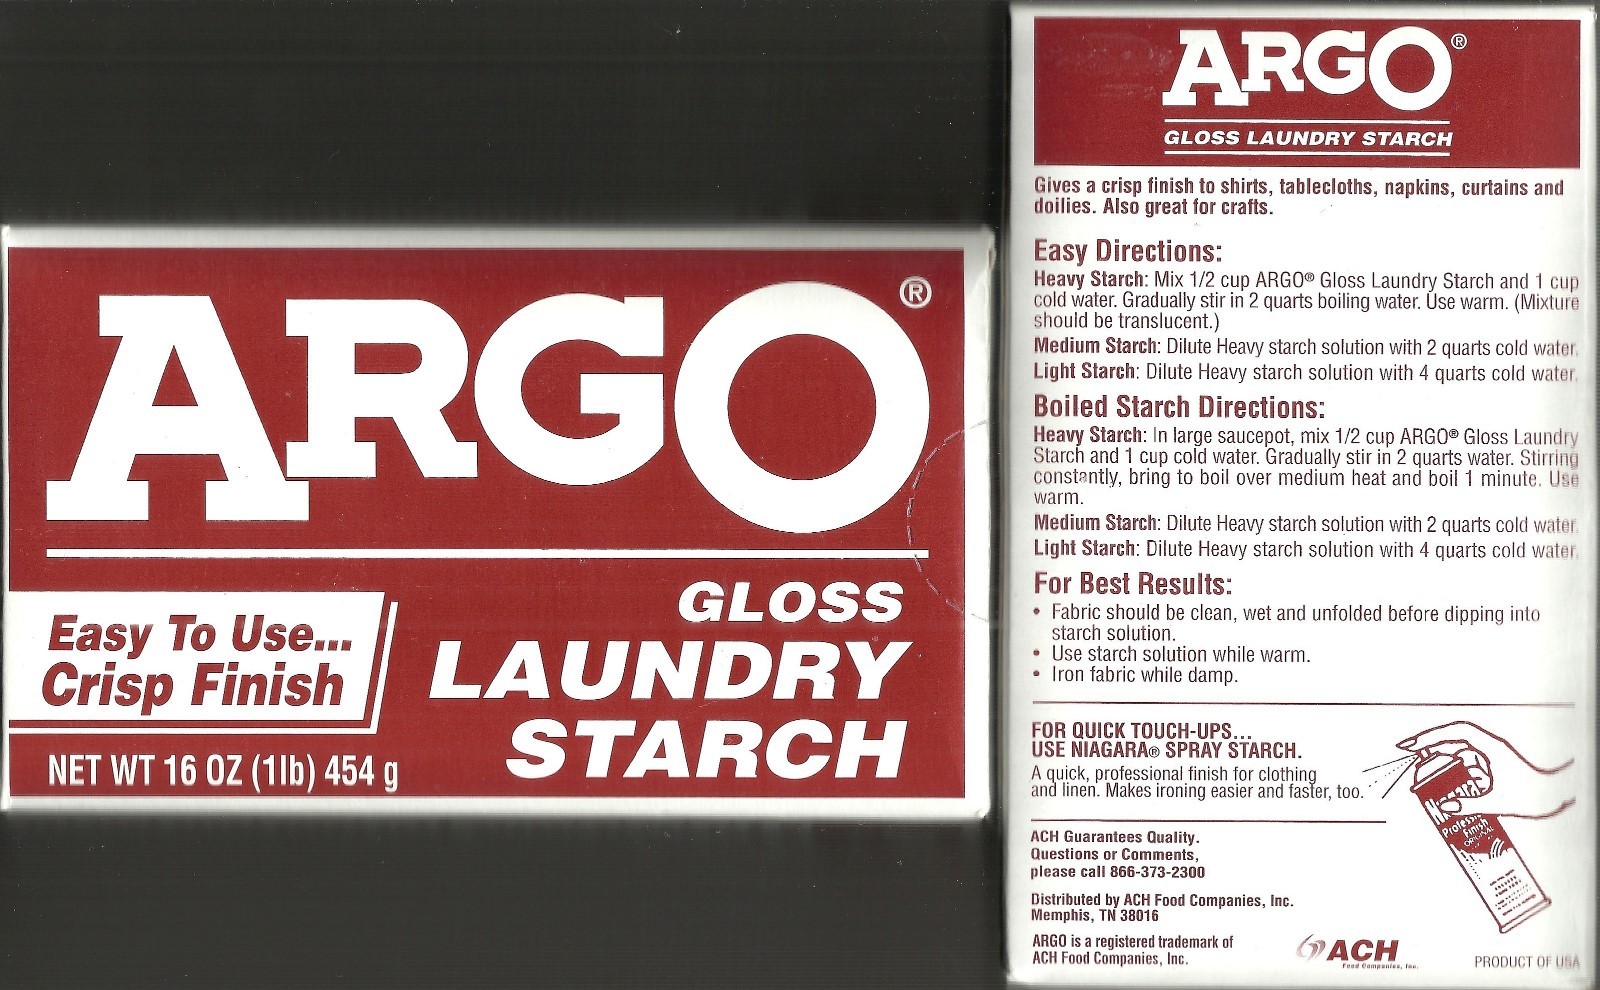 ARGO®
GLOSS
LAUNDRY
STARCH
Easy To Use...
Crisp Finish
NET WT 16 OZ (1lb) 454 g
ARGO®
GLOSS LAUNDRY STARCH
Gives a crisp finish to shirts, tablecloths, napkins, curtains and
doilies. Also great for crafts.
Easy Directions:
Heavy Starch: Mix 1/2 cup ARGO® Gloss Laundry Starch and 1 cup
cold water. Gradually stir in 2 quarts boiling water. Use warm. (Mixture
should be translucent.)
Medium Starch: Dilute Heavy starch solution with 2 quarts cold water.
Light Starch: Dilute Heavy starch solution with 4 quarts cold water.
Boiled Starch Directions:
Heavy Starch: In large saucepot, mix 1/2 cup ARGO® Gloss Laundry
Starch and 1 cup cold water. Gradually stir in 2 quarts water. Stirring
constantly, bring to boil over medium heat and boil 1 minute. Use
warm.
Medium Starch: Dilute Heavy starch solution with 2 quarts cold water.
Light Starch: Dilute Heavy starch solution with 4 quarts cold water.
For Best Results:
• Fabric should be clean, wet and unfolded before dipping into
starch solution.
• Use starch solution while warm.
• Iron fabric while damp.
FOR QUICK TOUCH-UPS...
USE NIAGARA® SPRAY STARCH.
A quick, professional finish for clothing
and linen. Makes ironing easier and faster, too.
Niagara
Finish
ORIGINAL
ACH Guarantees Quality.
Questions or Comments,
please call 866-373-2300
Distributed by ACH Food Companies, Inc.
Memphis, TN 38016
ARGO is a registered trademark of
ACH Food Companies, Inc.
ACH
Food Companies, Inc.
PRODUCT OF USA